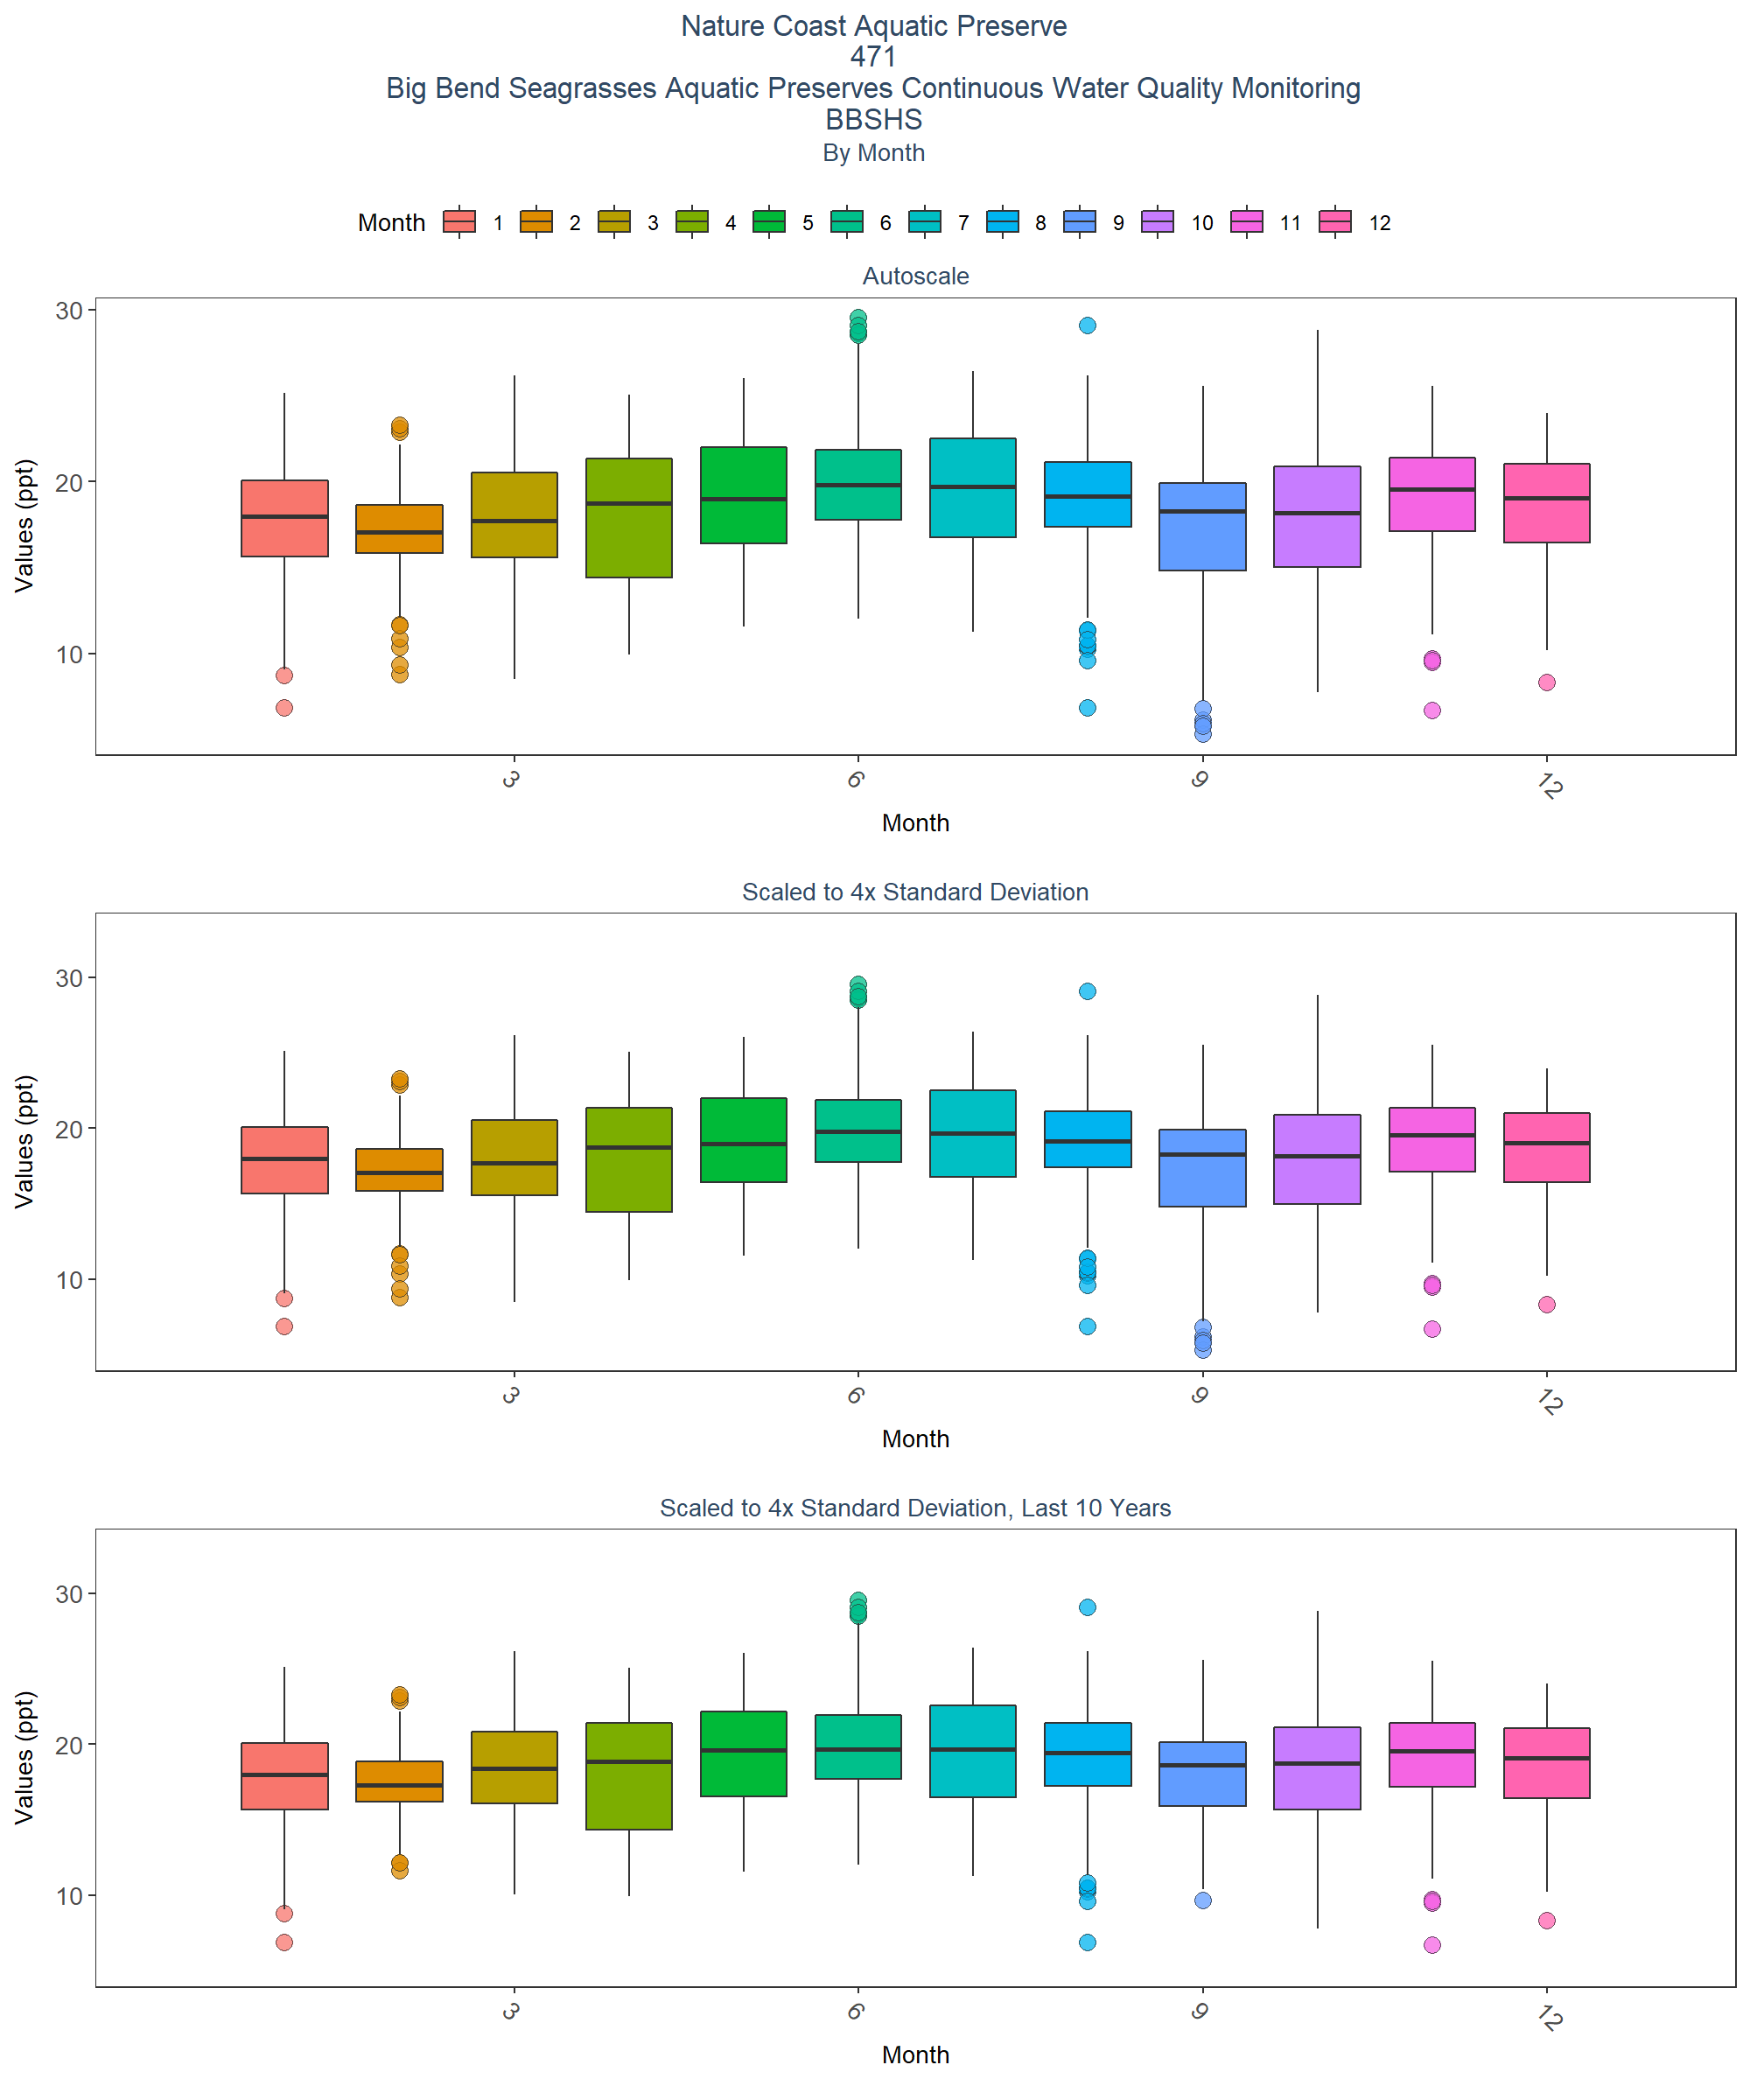 Nature Coast Aquatic Preserve
471
Big Bend Seagrasses Aquatic Preserves Continuous Water Quality Monitoring
BBSHS
By Month
Month 1 2 3 4 5 6 7 8 9 10 11 12
Autoscale
Values (ppt)
30
20
10
3 6 9 12
Month
Scaled to 4x Standard Deviation
Values (ppt)
30
20
10
3 6 9 12
Month
Scaled to 4x Standard Deviation, Last 10 Years
Values (ppt)
30
20
10
3 6 9 12
Month